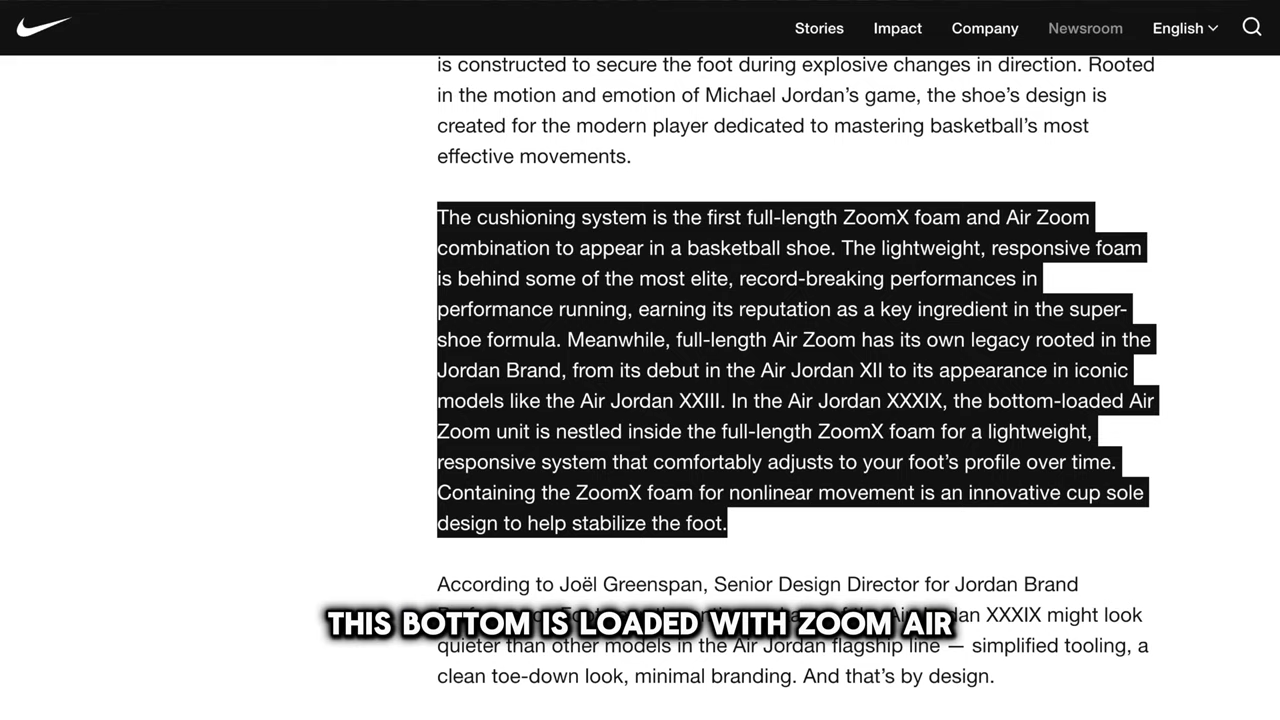 Stories Impact Company Newsroom English
is constructed to secure the foot during explosive changes in direction. Rooted
in the motion and emotion of Michael Jordan’s game, the shoe’s design is
created for the modern player dedicated to mastering basketball’s most
effective movements.
The cushioning system is the first full-length ZoomX foam and Air Zoom
combination to appear in a basketball shoe. The lightweight, responsive foam
is behind some of the most elite, record-breaking performances in
performance running, earning its reputation as a key ingredient in the super-
shoe formula. Meanwhile, full-length Air Zoom has its own legacy rooted in the
Jordan Brand, from its debut in the Air Jordan XII to its appearance in iconic
models like the Air Jordan XXIII. In the Air Jordan XXXIX, the bottom-loaded Air
Zoom unit is nestled inside the full-length ZoomX foam for a lightweight,
responsive system that comfortably adjusts to your foot’s profile over time.
Containing the ZoomX foam for nonlinear movement is an innovative cup sole
design to help stabilize the foot.
According to Joël Greenspan, Senior Design Director for Jordan Brand
XXXIX might look
THIS BOTTOM IS LOADED WITH ZOOM AIR
quieter than other models in the Air Jordan flagship line — simplified tooling, a
clean toe-down look, minimal branding. And that’s by design.